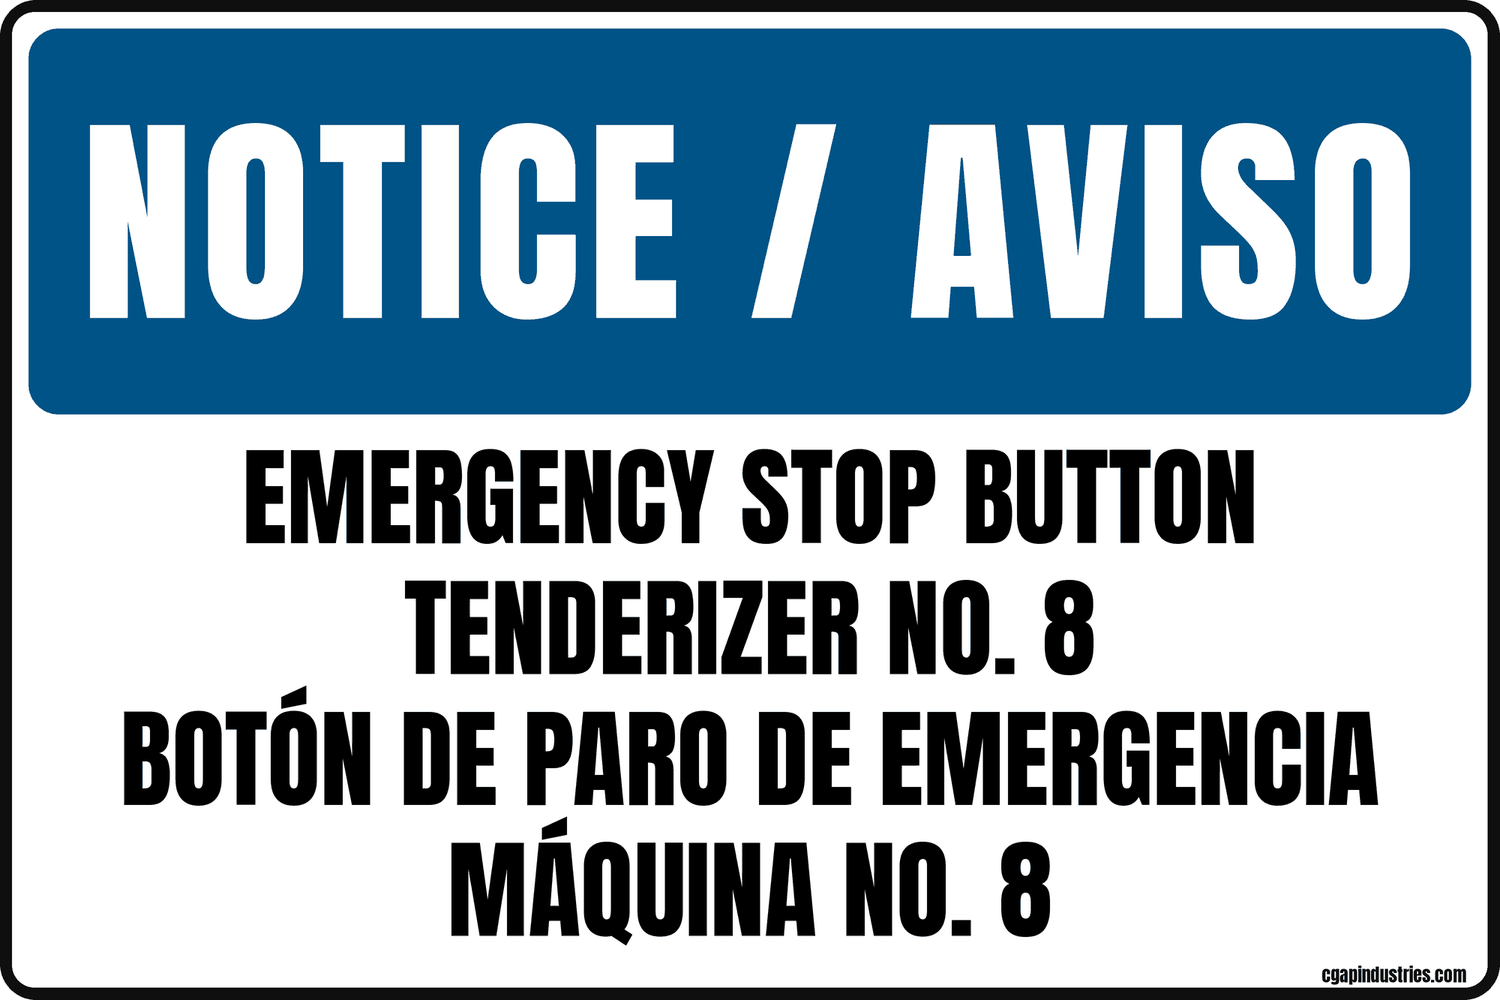 NOTICE / AVISO
EMERGENCY STOP BUTTON
TENDERIZER NO. 8
BOTÓN DE PARO DE EMERGENCIA
MÁQUINA NO. 8
cgapindustries.com